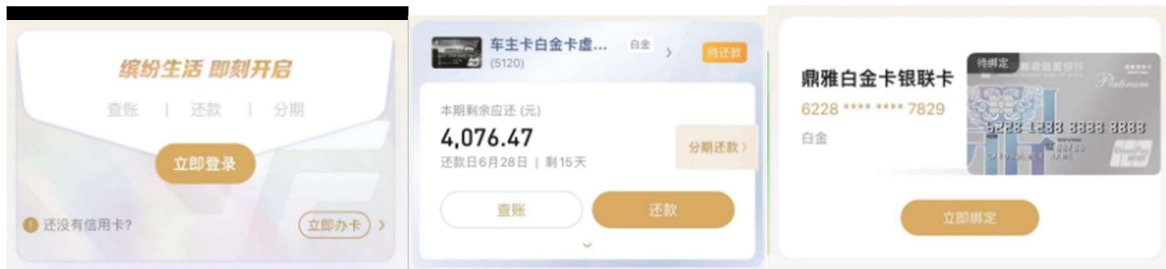 缤纷生活 即刻开启
查账 | 还款 | 分期
立即登录
还没有信用卡?
立即办卡
车主卡白金卡虚...
白金
待还款
(5120)
本期剩余应还 (元)
4,076.47
还款日6月28日 | 剩15天
分期还款
查账
还款
待绑定
鼎雅白金卡银联卡
6228 **** **** 7829
白金
Platinum
立即绑定